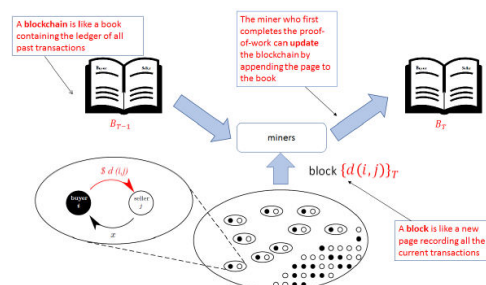 A blockchain is like a book
containing the ledger of all
past transactions
The miner who first
completes the proof-
of-work can update
the blockchain by
appending the page to
the book
B_{T-1}
B_T
miners
block {d(i,j)}_T
$ d (i,j)
buyer
seller
j
x
A block is like a new
page recording all the
current transactions